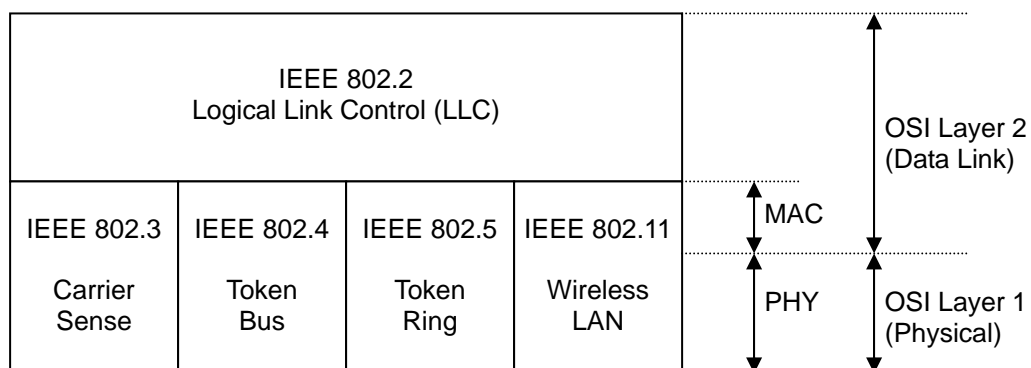 IEEE 802.2
Logical Link Control (LLC)
OSI Layer 2
(Data Link)
IEEE 802.3
Carrier
Sense
IEEE 802.4
Token
Bus
IEEE 802.5
Token
Ring
IEEE 802.11
Wireless
LAN
MAC
PHY
OSI Layer 1
(Physical)